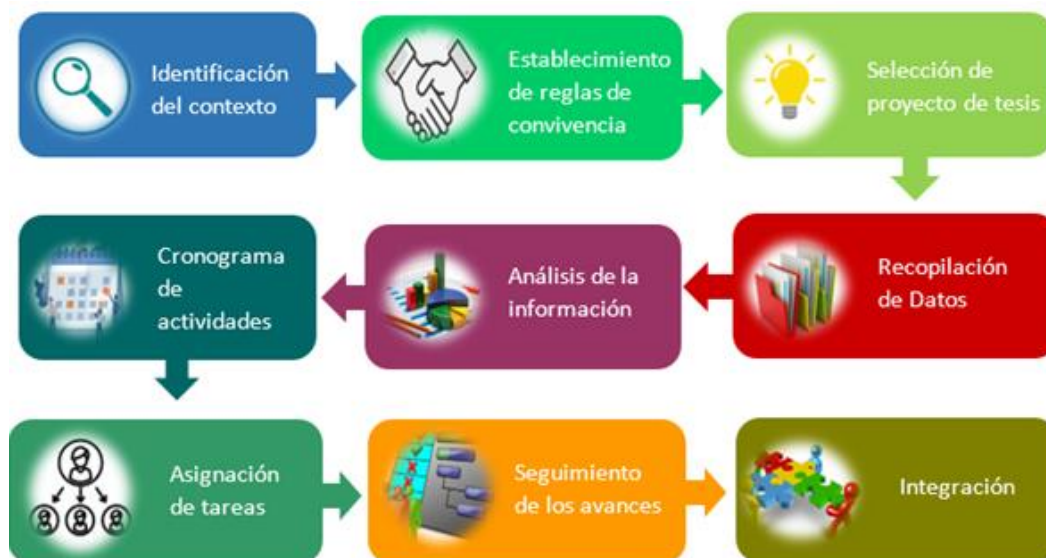 Identificación
del contexto
Establecimiento
de reglas de
convivencia
Selección de
proyecto de tesis
Recopilación
de Datos
Análisis de la
información
Cronograma
de
actividades
Asignación
de tareas
Seguimiento
de los avances
Integración